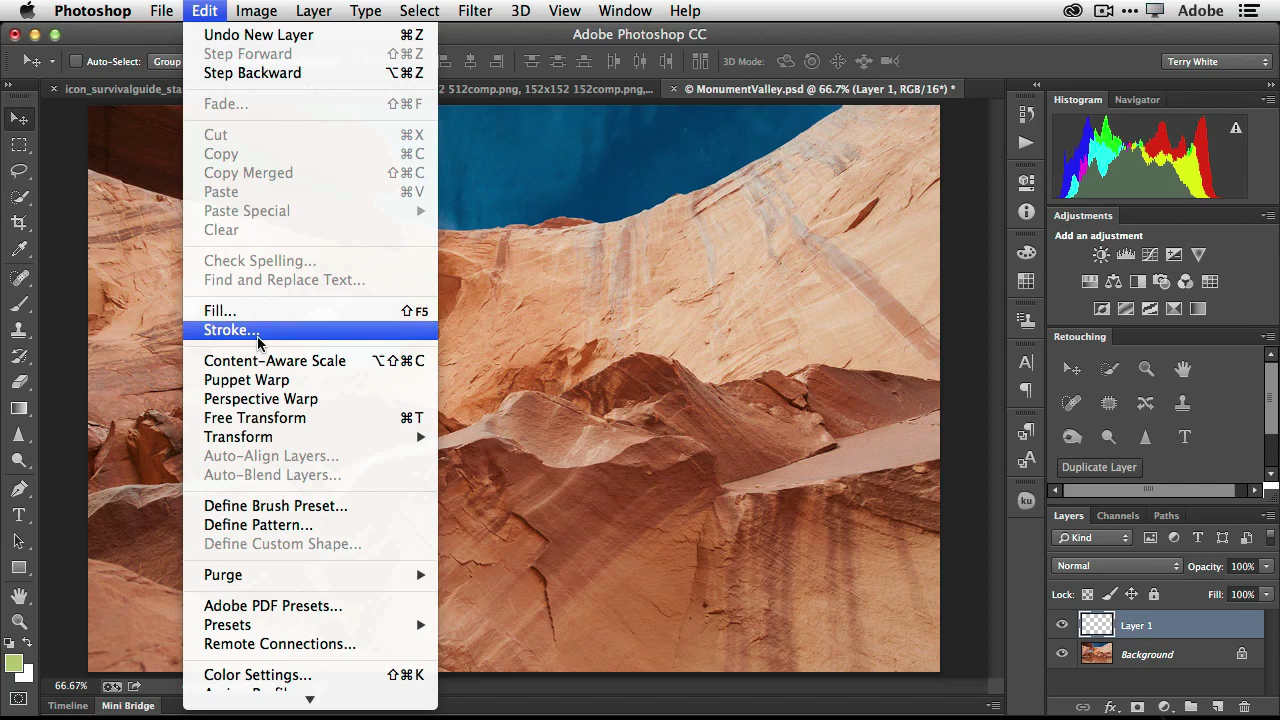 Photoshop File Edit Image Layer Type Select Filter 3D View Window Help Adobe
Adobe Photoshop CC
Auto-Select: Group 3D Mode: Terry White
icon_survivalguide_sta 2 512comp.png, 152x152 152comp.png,... © MonumentValley.psd @ 66.7% (Layer 1, RGB/16*) *
Undo New Layer ⌘Z
Step Forward ⇧⌘Z
Step Backward ⌥⌘Z
Fade... ⇧⌘F
Cut ⌘X
Copy ⌘C
Copy Merged ⇧⌘C
Paste ⌘V
Paste Special
Clear
Check Spelling...
Find and Replace Text...
Fill... ⇧F5
Stroke...
Content-Aware Scale ⌥⇧⌘C
Puppet Warp
Perspective Warp
Free Transform ⌘T
Transform
Auto-Align Layers...
Auto-Blend Layers...
Define Brush Preset...
Define Pattern...
Define Custom Shape...
Purge
Adobe PDF Presets...
Presets
Remote Connections...
Color Settings... ⇧⌘K
Histogram Navigator
Adjustments
Add an adjustment
Retouching
Duplicate Layer
ku
Layers Channels Paths
Kind
Normal Opacity: 100%
Lock: Fill: 100%
Layer 1
Background
fx
66.67%
Timeline Mini Bridge